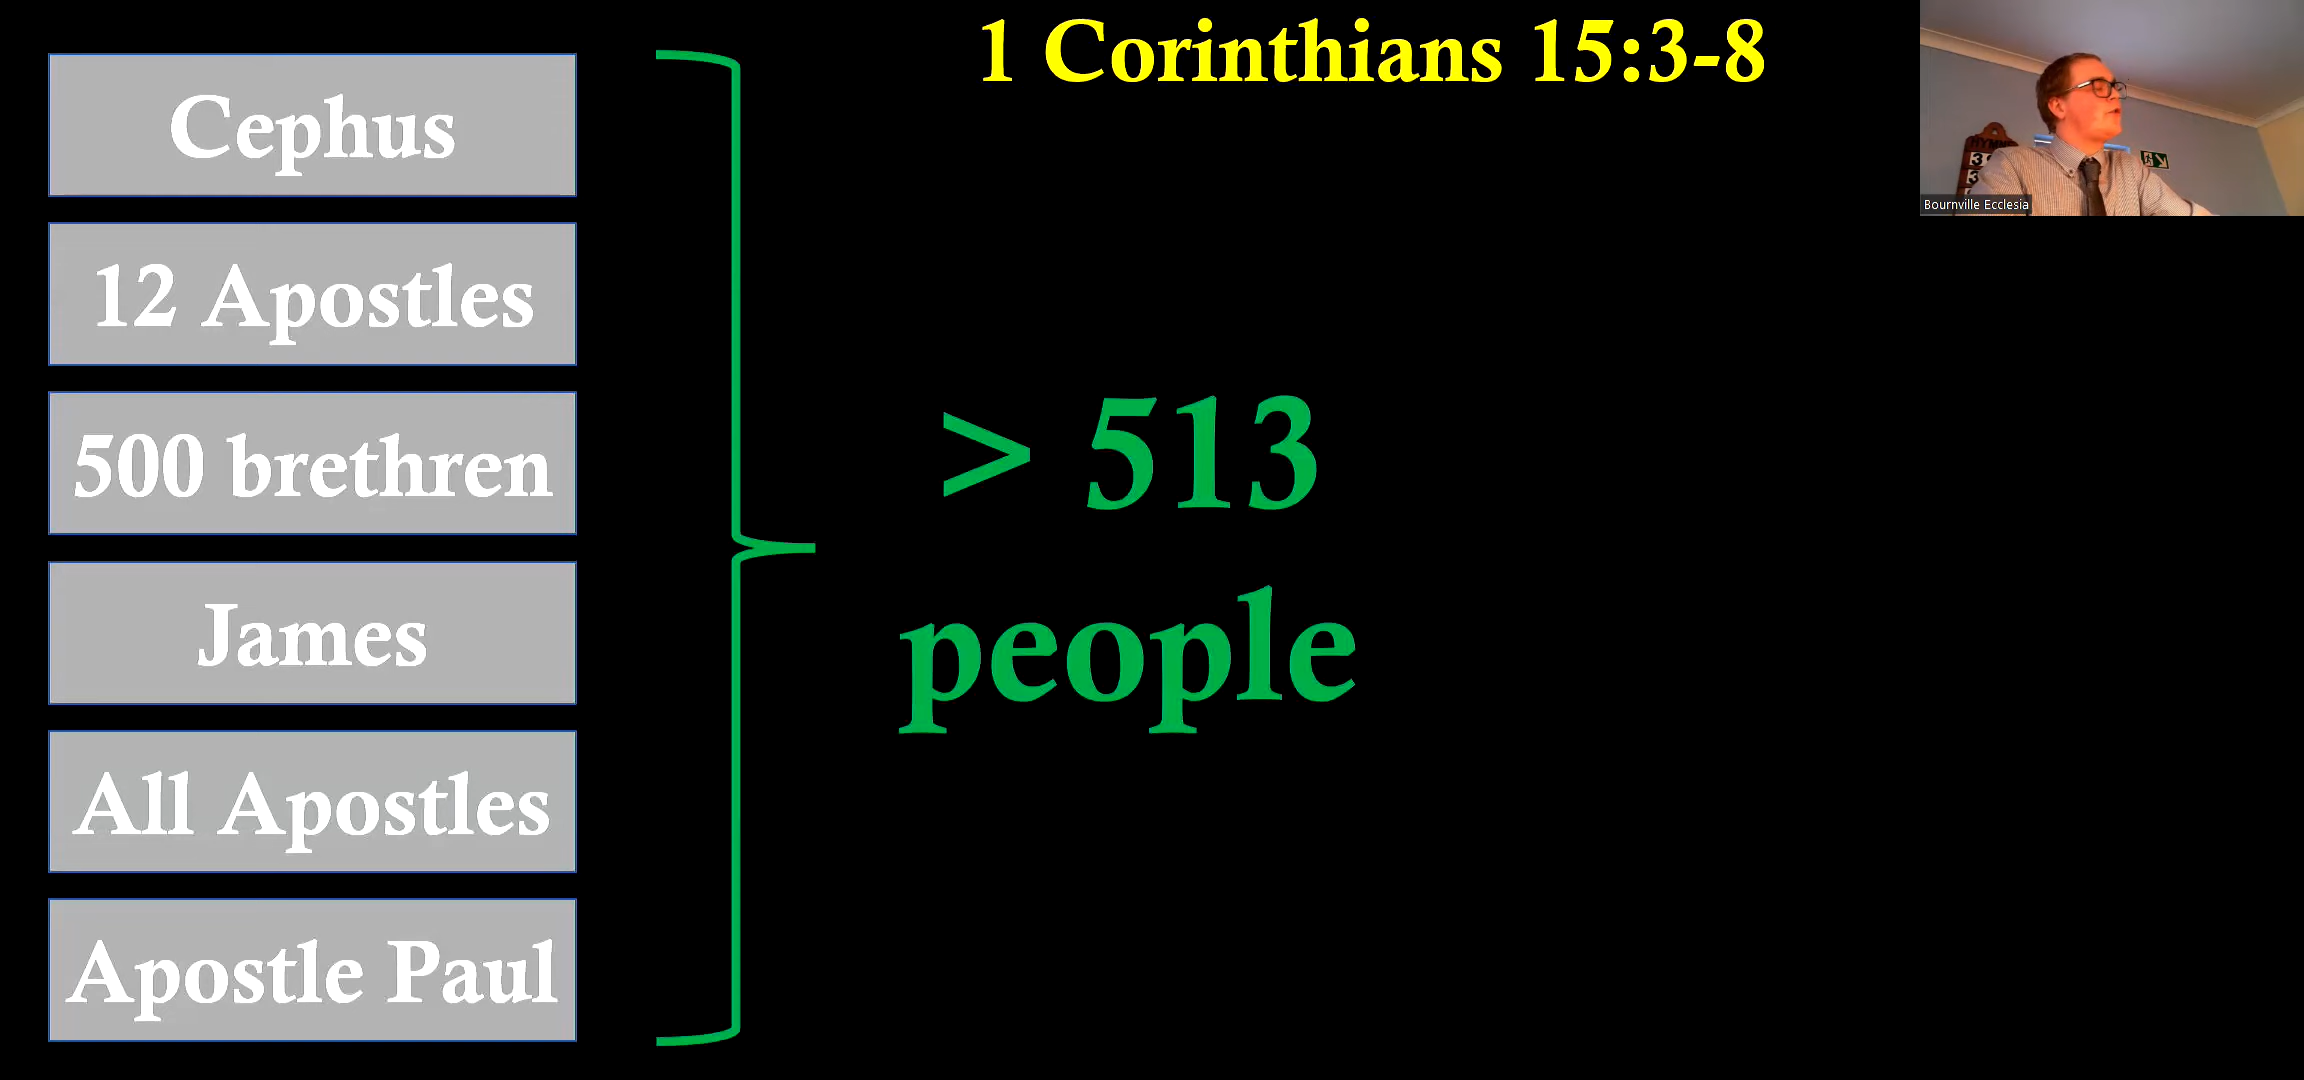 1 Corinthians 15:3-8
Cephus
12 Apostles
500 brethren
James
All Apostles
Apostle Paul
> 513
people
HYMNS
Bournville Ecclesia